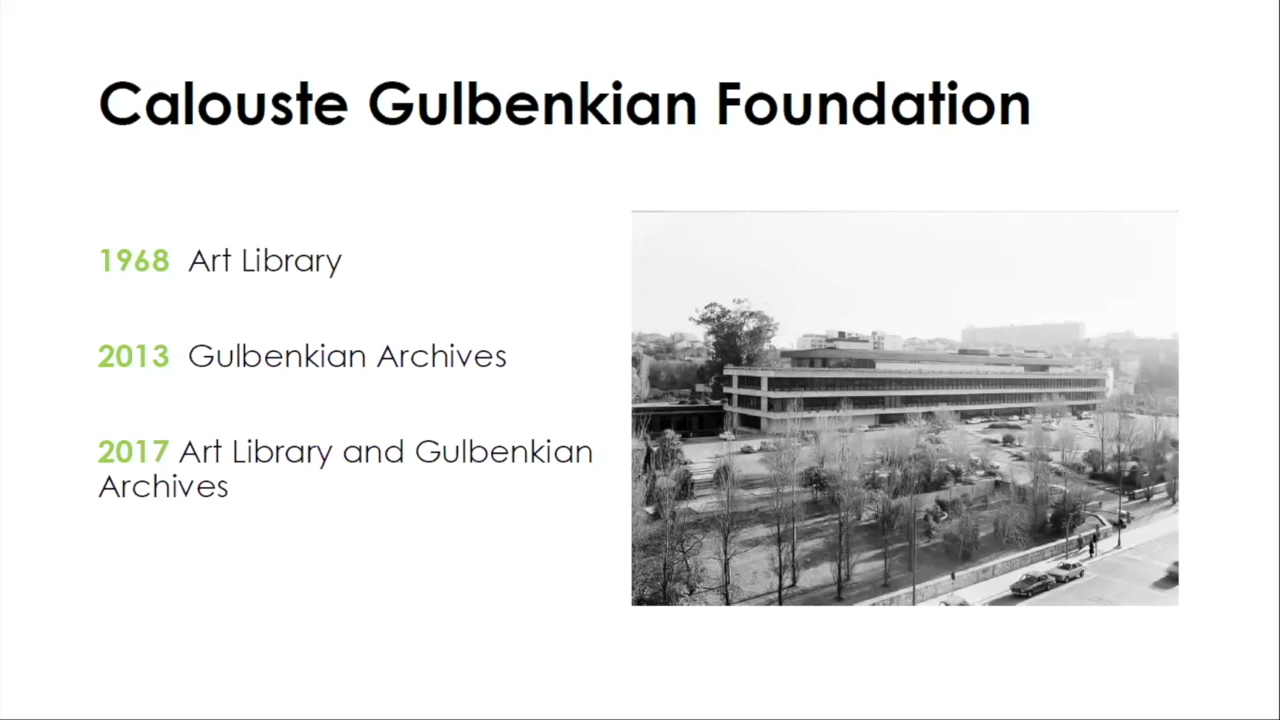 Calouste Gulbenkian Foundation
1968 Art Library
2013 Gulbenkian Archives
2017 Art Library and Gulbenkian
Archives